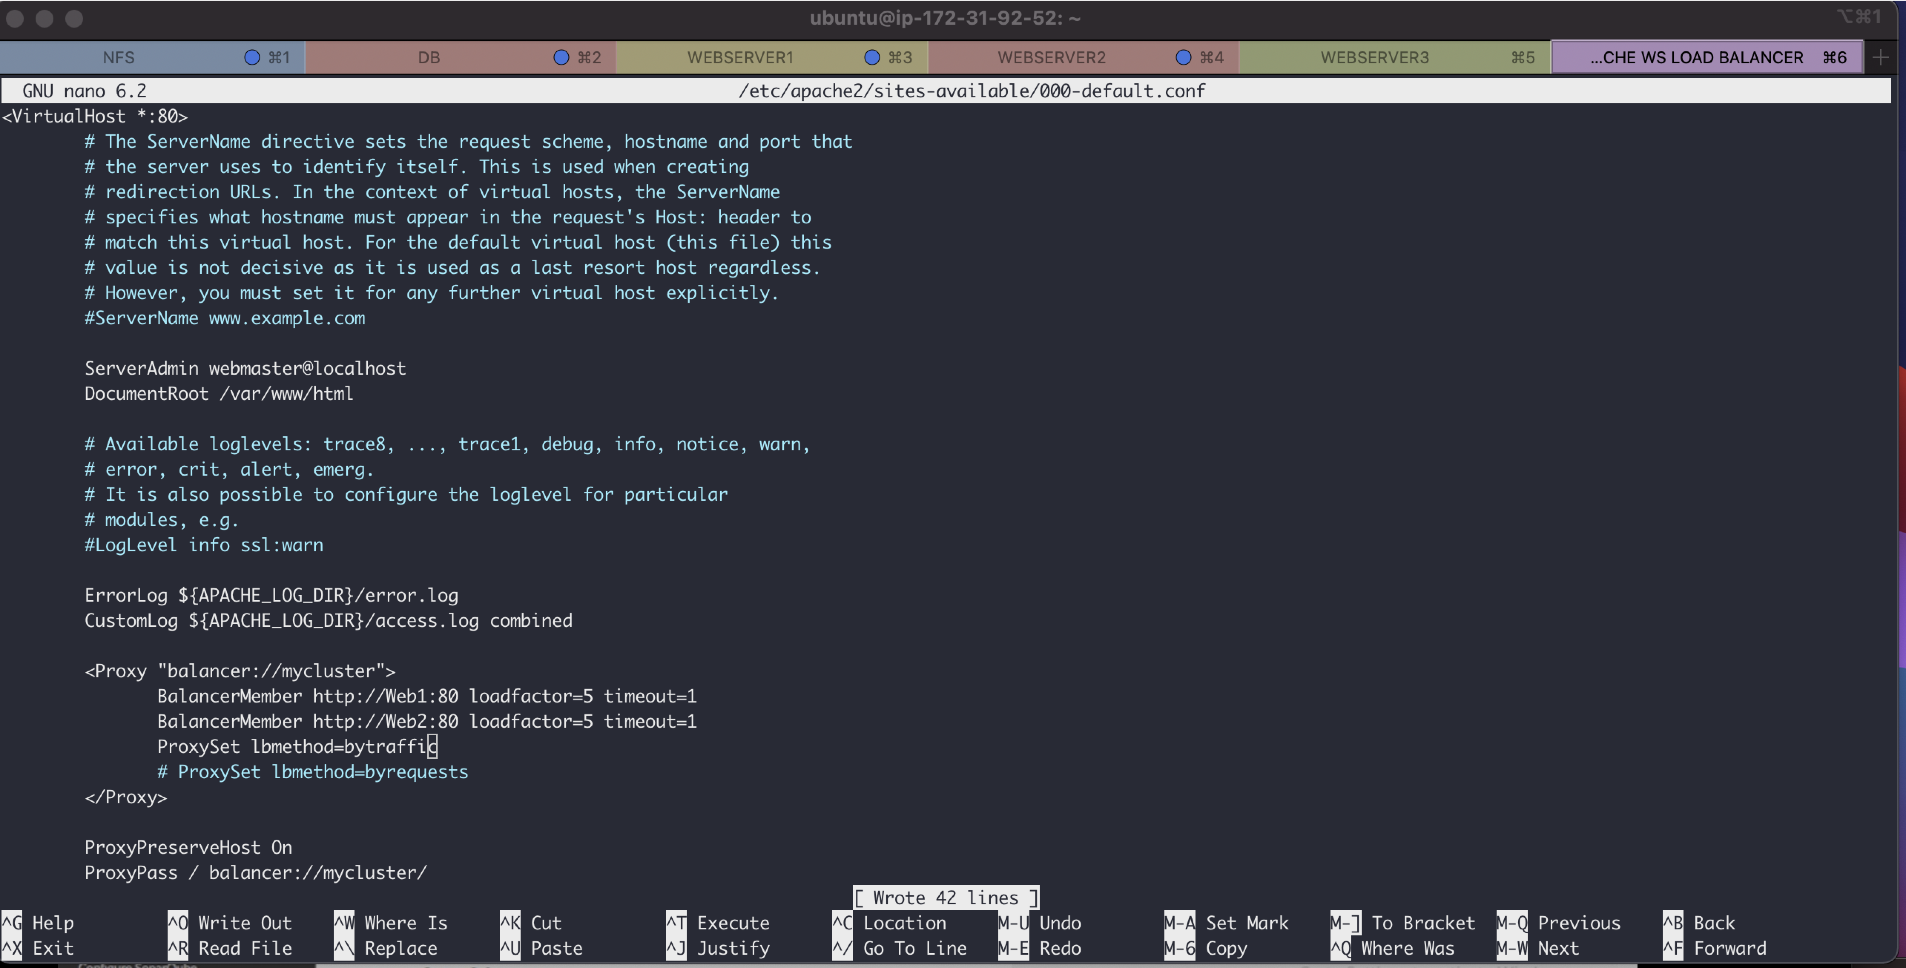 ubuntu@ip-172-31-92-52: ~
⌥⌘1
NFS ⌘1 DB ⌘2 WEBSERVER1 ⌘3 WEBSERVER2 ⌘4 WEBSERVER3 ⌘5 ...CHE WS LOAD BALANCER ⌘6 +
GNU nano 6.2 /etc/apache2/sites-available/000-default.conf
<VirtualHost *:80>
# The ServerName directive sets the request scheme, hostname and port that
# the server uses to identify itself. This is used when creating
# redirection URLs. In the context of virtual hosts, the ServerName
# specifies what hostname must appear in the request's Host: header to
# match this virtual host. For the default virtual host (this file) this
# value is not decisive as it is used as a last resort host regardless.
# However, you must set it for any further virtual host explicitly.
#ServerName www.example.com
ServerAdmin webmaster@localhost
DocumentRoot /var/www/html
# Available loglevels: trace8, ..., trace1, debug, info, notice, warn,
# error, crit, alert, emerg.
# It is also possible to configure the loglevel for particular
# modules, e.g.
#LogLevel info ssl:warn
ErrorLog ${APACHE_LOG_DIR}/error.log
CustomLog ${APACHE_LOG_DIR}/access.log combined
<Proxy "balancer://mycluster">
BalancerMember http://Web1:80 loadfactor=5 timeout=1
BalancerMember http://Web2:80 loadfactor=5 timeout=1
ProxySet lbmethod=bytraffic
# ProxySet lbmethod=byrequests
</Proxy>
ProxyPreserveHost On
ProxyPass / balancer://mycluster/
[ Wrote 42 lines ]
^G Help ^O Write Out ^W Where Is ^K Cut ^T Execute ^C Location M-U Undo M-A Set Mark M-] To Bracket M-Q Previous ^B Back
^X Exit ^R Read File ^\ Replace ^U Paste ^J Justify ^/ Go To Line M-E Redo M-6 Copy ^Q Where Was M-W Next ^F Forward